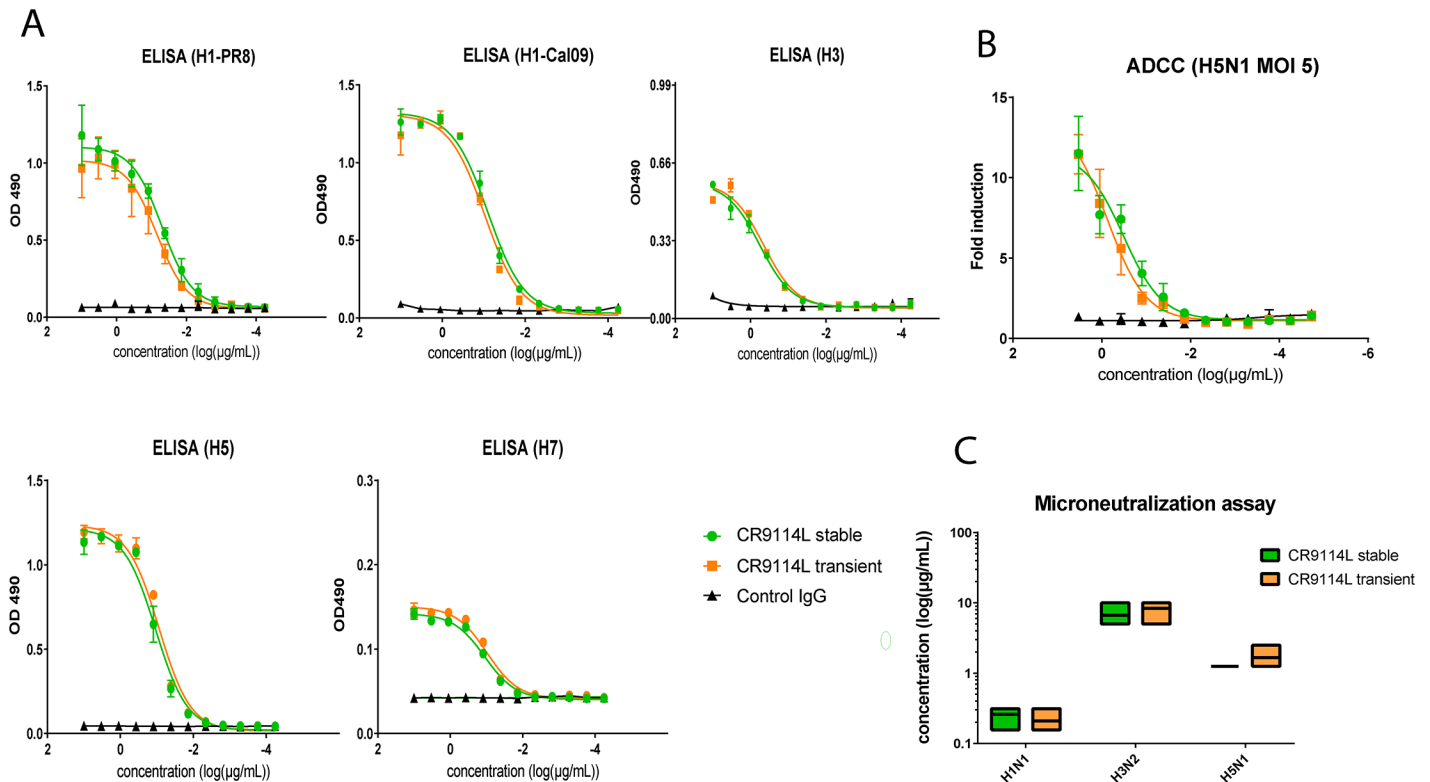 A
ELISA (H1-PR8)
1.5
1.0
0.5
0.0
OD 490
2
0
-2
-4
concentration (log(µg/mL))
ELISA (H1-Cal09)
1.5
1.0
0.5
0.0
OD490
2
0
-2
-4
concentration (log(µg/mL))
ELISA (H3)
0.99
0.66
0.33
0.00
OD490
2
0
-2
-4
concentration (log(µg/mL))
B
ADCC (H5N1 MOI 5)
15
10
5
0
Fold induction
2
0
-2
-4
-6
concentration (log(µg/mL))
ELISA (H5)
1.5
1.0
0.5
0.0
OD 490
2
0
-2
-4
concentration (log(µg/mL))
ELISA (H7)
0.3
0.2
0.1
0.0
OD490
2
0
-2
-4
concentration (log(µg/mL))
CR9114L stable
CR9114L transient
Control IgG
C
Microneutralization assay
100
10
1
0.1
concentration (log(µg/mL))
CR9114L stable
CR9114L transient
H1N1
H3N2
H5N1